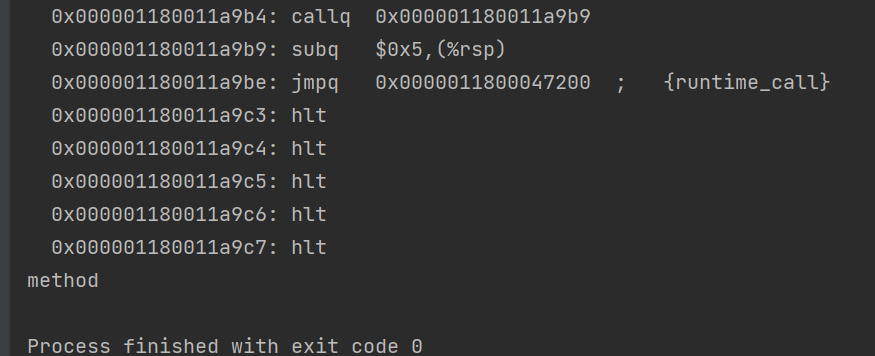 0x000001180011a9b4: callq  0x000001180011a9b9
0x000001180011a9b9: subq   $0x5,(%rsp)
0x000001180011a9be: jmpq   0x0000011800047200  ;   {runtime_call}
0x000001180011a9c3: hlt
0x000001180011a9c4: hlt
0x000001180011a9c5: hlt
0x000001180011a9c6: hlt
0x000001180011a9c7: hlt
method
Process finished with exit code 0